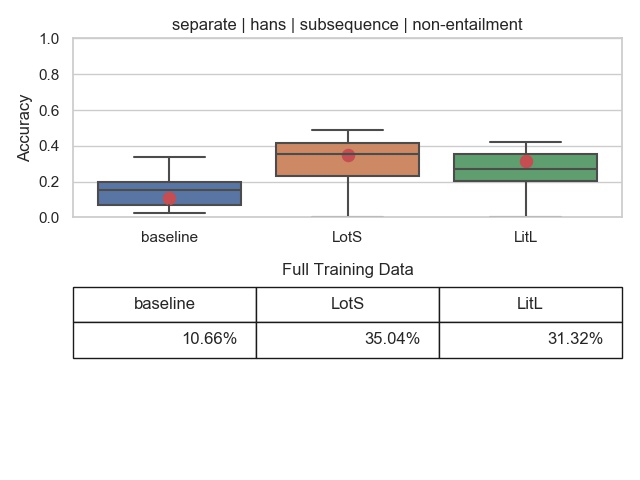 separate | hans | subsequence | non-entailment
Accuracy
1.0
0.8
0.6
0.4
0.2
0.0
baseline LotS LitL
Full Training Data
baseline LotS LitL
10.66% 35.04% 31.32%